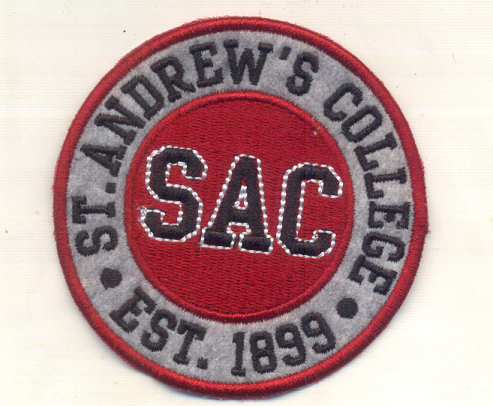 ST. ANDREW'S COLLEGE
SAC
• EST. 1899 •